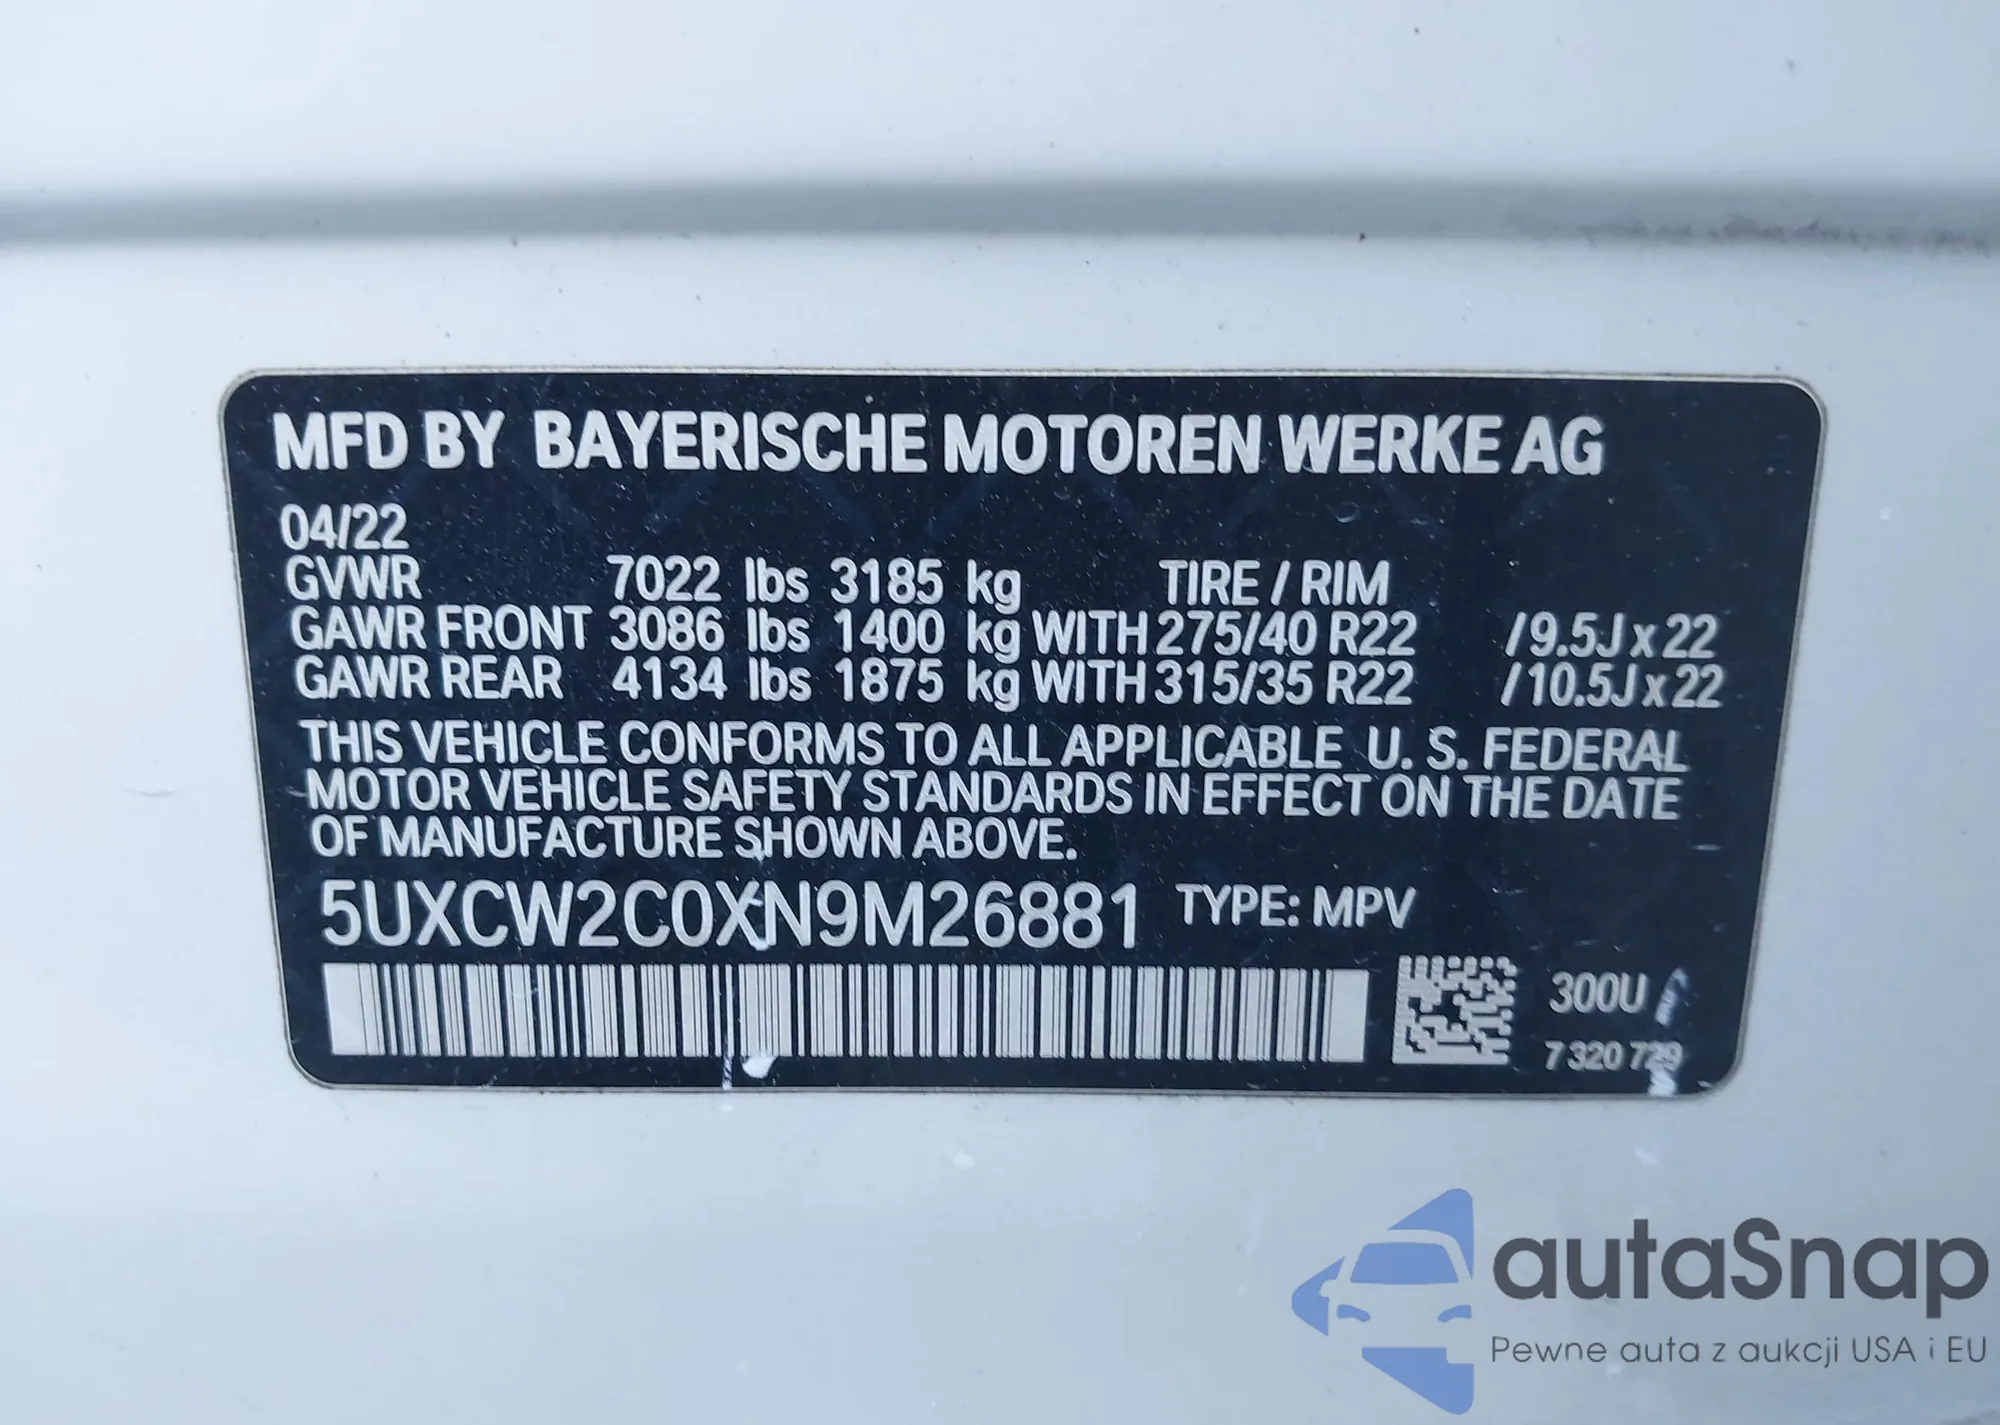 MFD BY BAYERISCHE MOTOREN WERKE AG
04/22
GVWR 7022 lbs 3185 kg TIRE / RIM
GAWR FRONT 3086 lbs 1400 kg WITH 275/40 R22 /9.5J x 22
GAWR REAR 4134 lbs 1875 kg WITH 315/35 R22 /10.5J x 22
THIS VEHICLE CONFORMS TO ALL APPLICABLE U. S. FEDERAL
MOTOR VEHICLE SAFETY STANDARDS IN EFFECT ON THE DATE
OF MANUFACTURE SHOWN ABOVE.
5UXCW2C0XN9M26881 TYPE: MPV
300U
7 320 729
autaSnap
Pewne auta z aukcji USA i EU